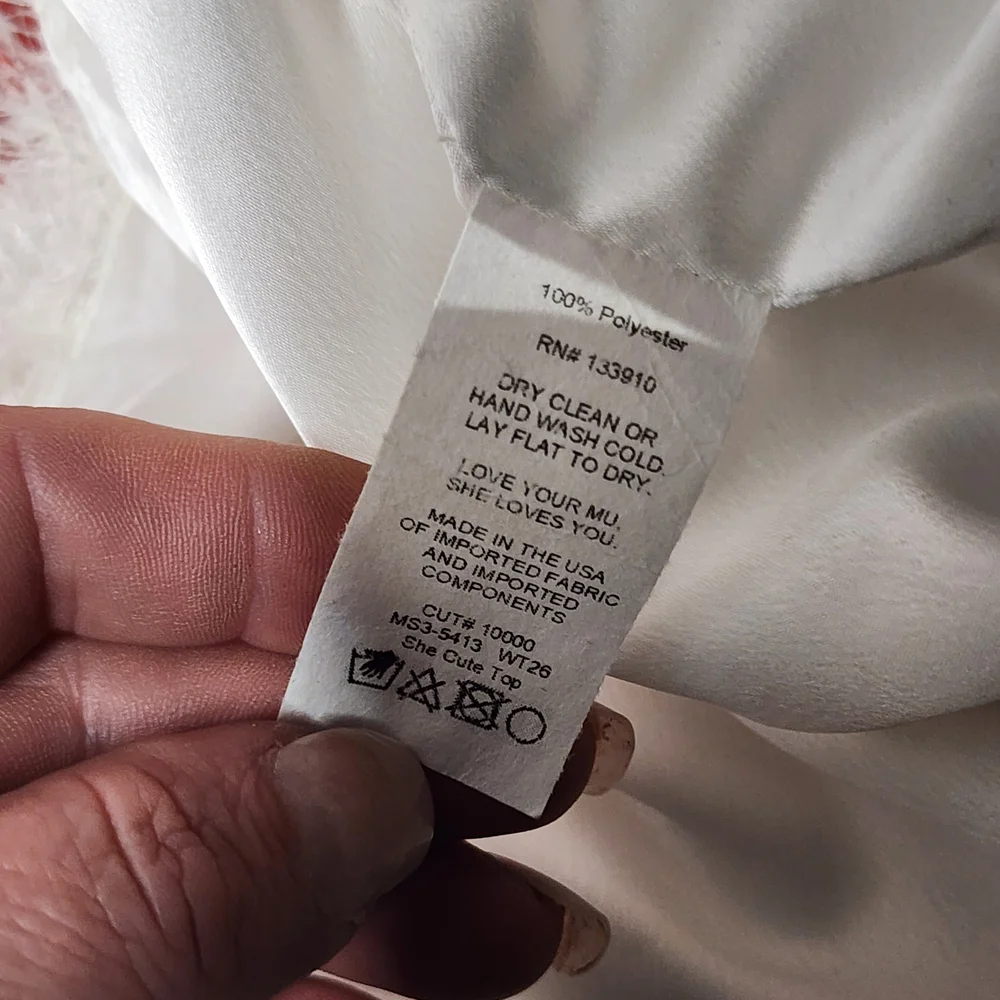 100% Polyester
RN# 133910
DRY CLEAN OR
HAND WASH COLD.
LAY FLAT TO DRY.
LOVE YOUR MU,
SHE LOVES YOU.
MADE IN THE USA
OF IMPORTED FABRIC
AND IMPORTED
COMPONENTS
CUT# 10000
MS3-5413 WT26
She Cute Top